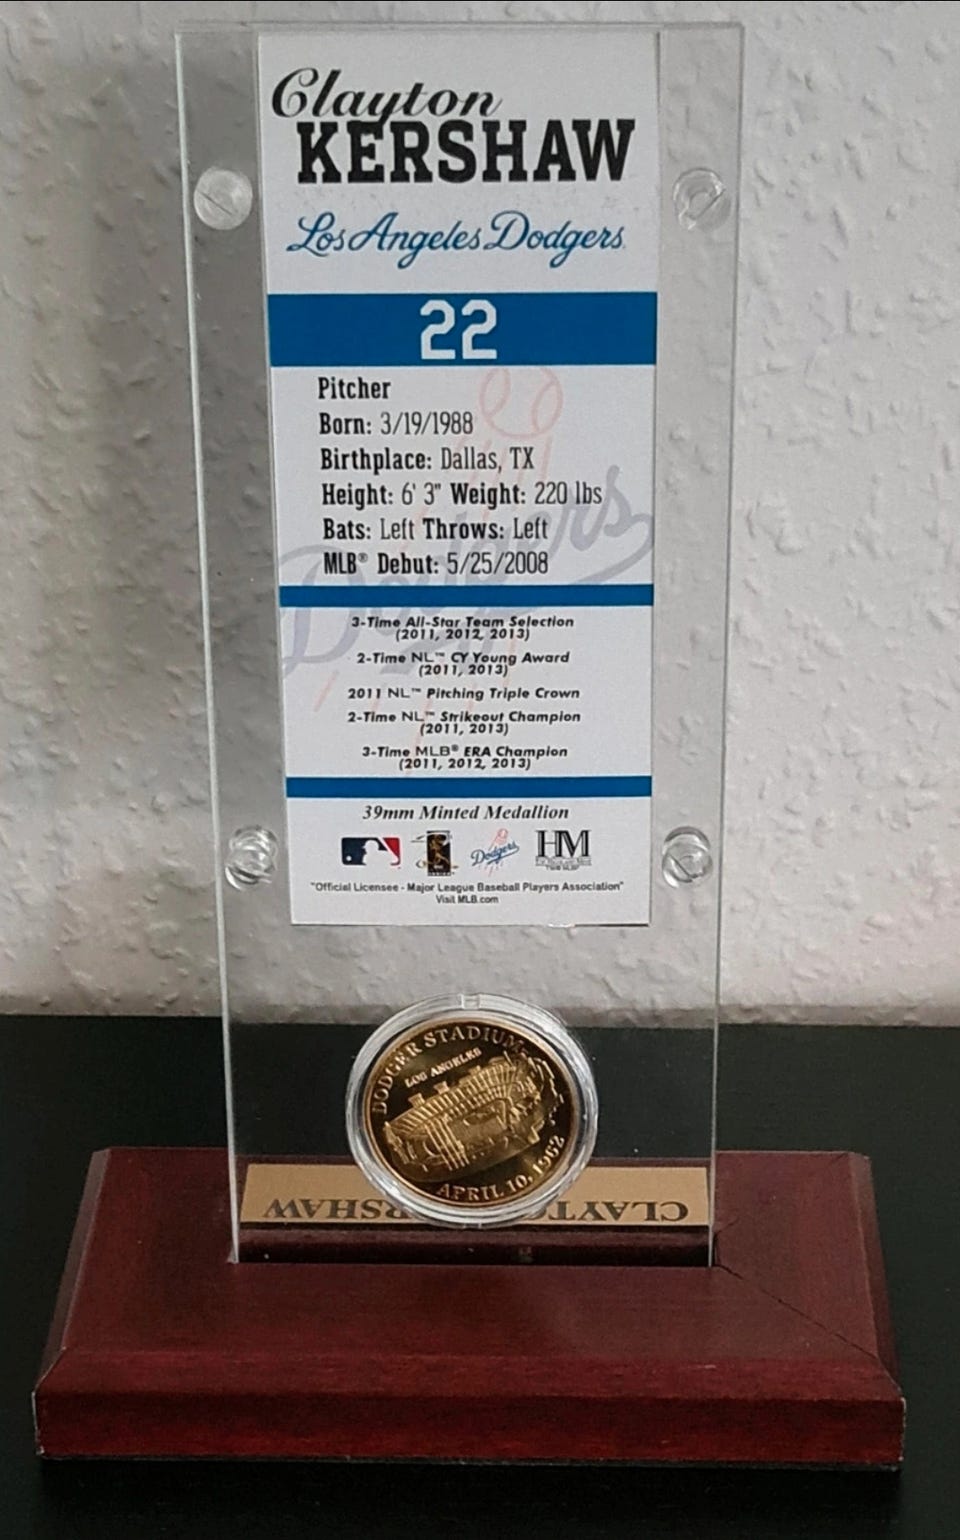 Clayton
KERSHAW
Los Angeles Dodgers
22
Pitcher
Born: 3/19/1988
Birthplace: Dallas, TX
Height: 6' 3" Weight: 220 lbs
Bats: Left Throws: Left
MLB® Debut: 5/25/2008
Dodgers
3-Time All-Star Team Selection
(2011, 2012, 2013)
2-Time NL™ CY Young Award
(2011, 2013)
2011 NL™ Pitching Triple Crown
2-Time NL™ Strikeout Champion
(2011, 2013)
3-Time MLB® ERA Champion
(2011, 2012, 2013)
39mm Minted Medallion
Dodgers
HM
"Official Licensee - Major League Baseball Players Association"
Visit MLB.com
DODGER STADIUM
LOS ANGELES
APRIL 10, 1962
CLAYTO
RSHAW